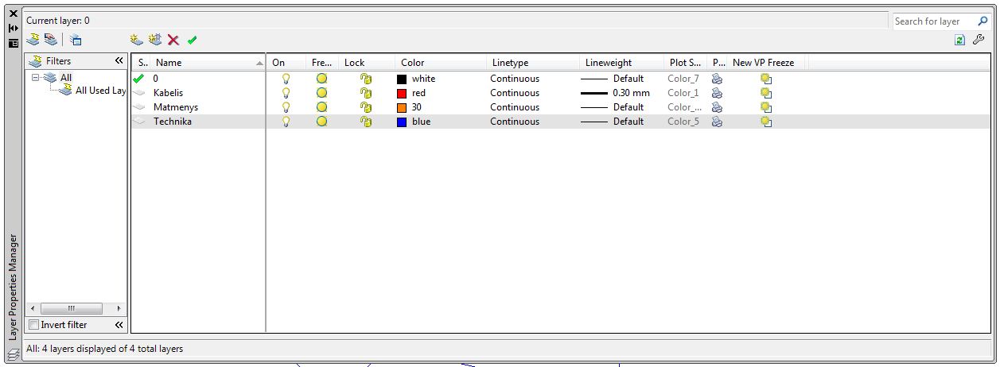 Current layer: 0
Search for layer
Filters
S.. Name On Fre... Lock Color Linetype Lineweight Plot S... P... New VP Freeze
All
All Used Lay
0 white Continuous Default Color_7
Kabelis red Continuous 0.30 mm Color_1
Matmenys 30 Continuous Default Color_...
Technika blue Continuous Default Color_5
Layer Properties Manager
Invert filter
All: 4 layers displayed of 4 total layers